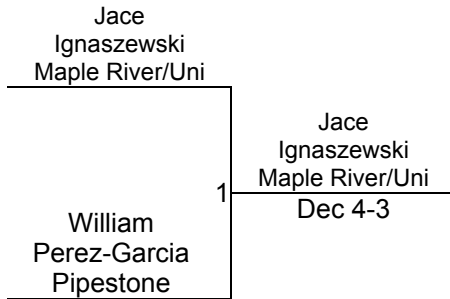 Jace
Ignaszewski
Maple River/Uni
William
Perez-Garcia
Pipestone
1
Jace
Ignaszewski
Maple River/Uni
Dec 4-3